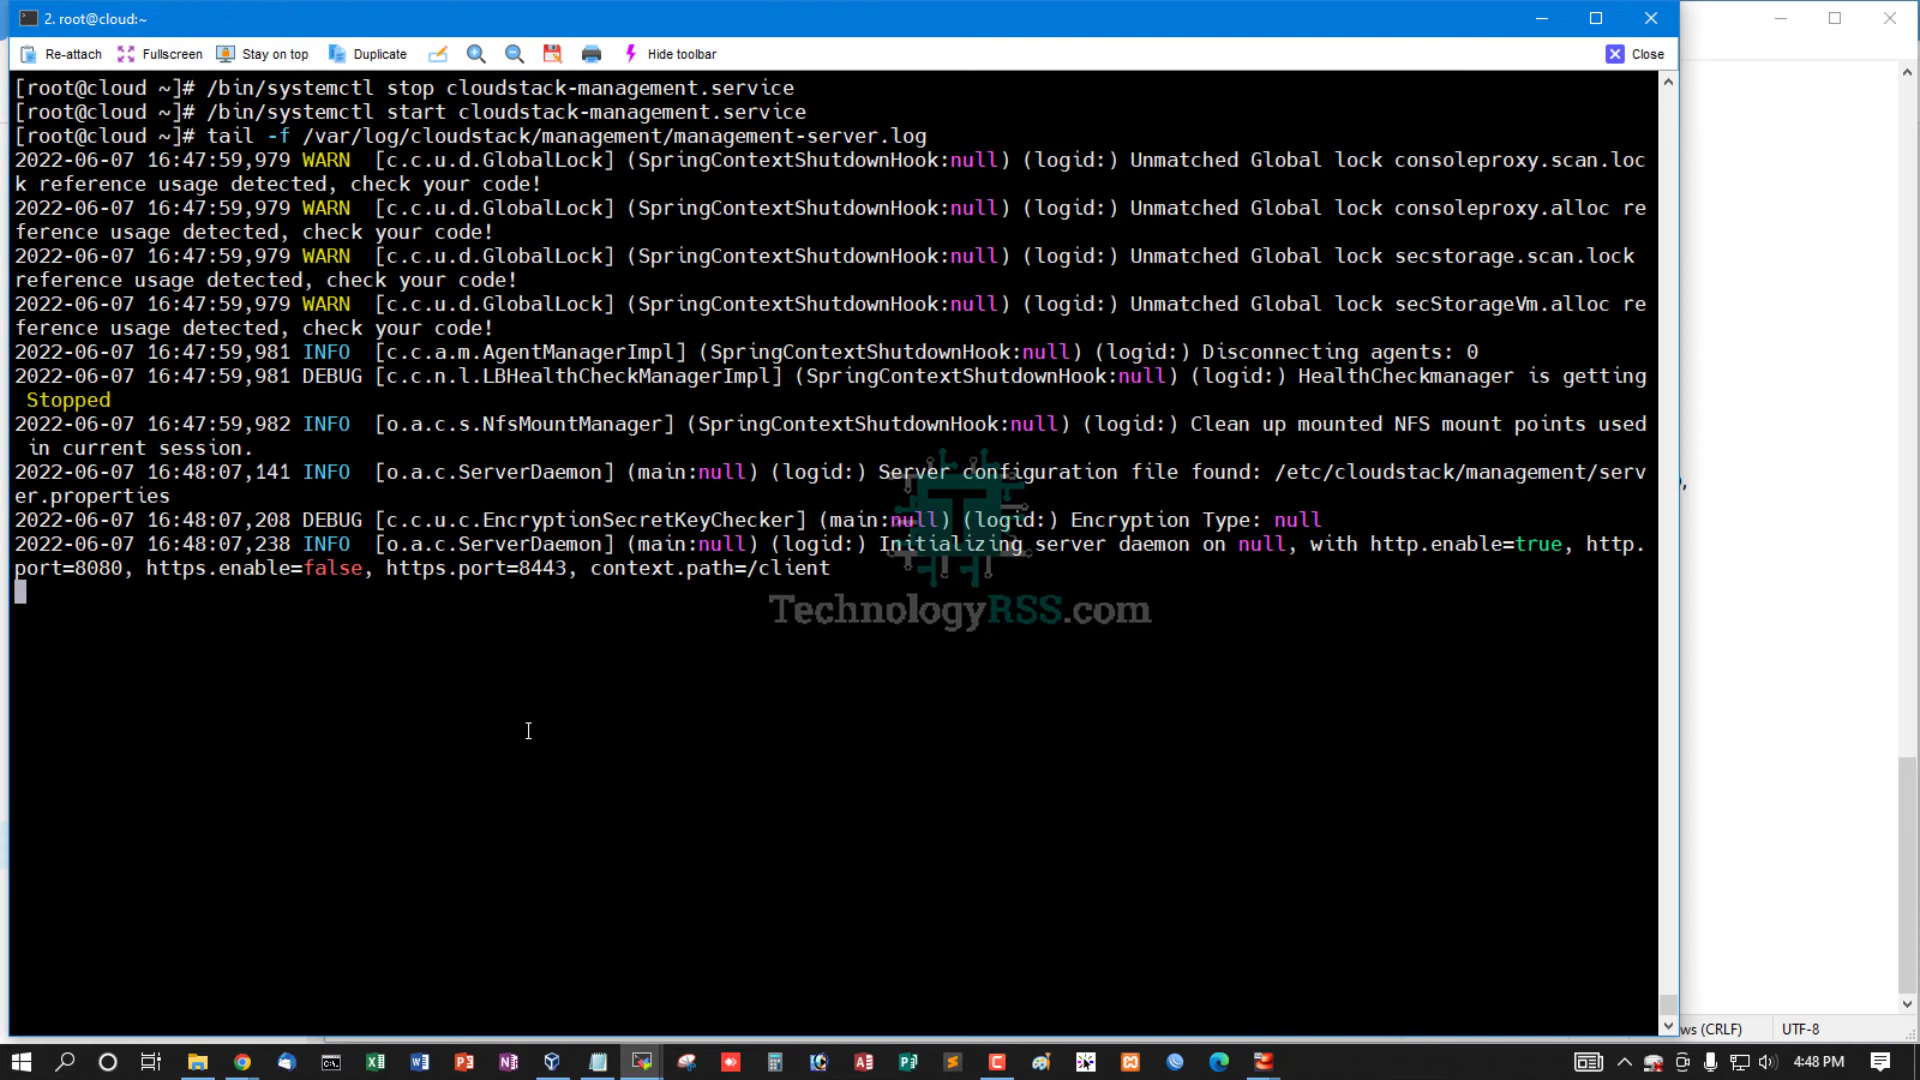 2. root@cloud:~
Re-attach Fullscreen Stay on top Duplicate Hide toolbar Close
[root@cloud ~]# /bin/systemctl stop cloudstack-management.service
[root@cloud ~]# /bin/systemctl start cloudstack-management.service
[root@cloud ~]# tail -f /var/log/cloudstack/management/management-server.log
2022-06-07 16:47:59,979 WARN  [c.c.u.d.GlobalLock] (SpringContextShutdownHook:null) (logid:) Unmatched Global lock consoleproxy.scan.loc
k reference usage detected, check your code!
2022-06-07 16:47:59,979 WARN  [c.c.u.d.GlobalLock] (SpringContextShutdownHook:null) (logid:) Unmatched Global lock consoleproxy.alloc re
ference usage detected, check your code!
2022-06-07 16:47:59,979 WARN  [c.c.u.d.GlobalLock] (SpringContextShutdownHook:null) (logid:) Unmatched Global lock secstorage.scan.lock
reference usage detected, check your code!
2022-06-07 16:47:59,979 WARN  [c.c.u.d.GlobalLock] (SpringContextShutdownHook:null) (logid:) Unmatched Global lock secStorageVm.alloc re
ference usage detected, check your code!
2022-06-07 16:47:59,981 INFO  [c.c.a.m.AgentManagerImpl] (SpringContextShutdownHook:null) (logid:) Disconnecting agents: 0
2022-06-07 16:47:59,981 DEBUG [c.c.n.l.LBHealthCheckManagerImpl] (SpringContextShutdownHook:null) (logid:) HealthCheckmanager is getting
Stopped
2022-06-07 16:47:59,982 INFO  [o.a.c.s.NfsMountManager] (SpringContextShutdownHook:null) (logid:) Clean up mounted NFS mount points used
in current session.
2022-06-07 16:48:07,141 INFO  [o.a.c.ServerDaemon] (main:null) (logid:) Server configuration file found: /etc/cloudstack/management/serv
er.properties
2022-06-07 16:48:07,208 DEBUG [c.c.u.c.EncryptionSecretKeyChecker] (main:null) (logid:) Encryption Type: null
2022-06-07 16:48:07,238 INFO  [o.a.c.ServerDaemon] (main:null) (logid:) Initializing server daemon on null, with http.enable=true, http.
port=8080, https.enable=false, https.port=8443, context.path=/client
TechnologyRSS.com
ws (CRLF) UTF-8
4:48 PM